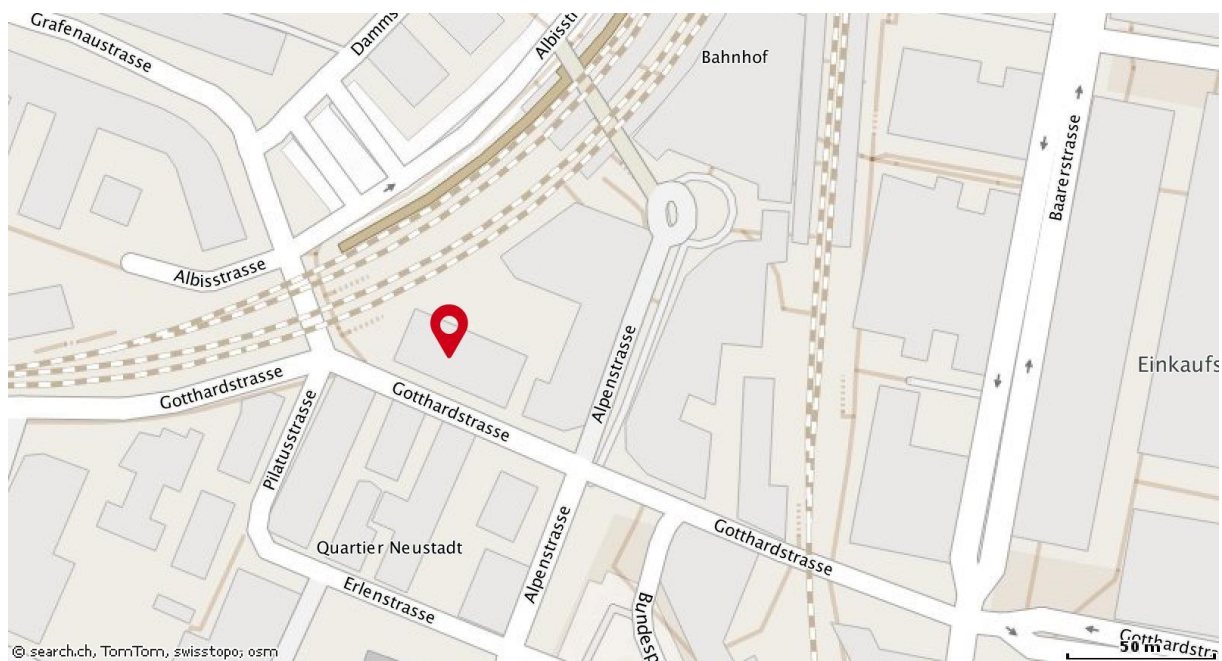 Grafenaustrasse
Damms
Albisstr
Bahnhof
Baarerstrasse
Albisstrasse
Einkaufs
Gotthardstrasse
Alpenstrasse
Gotthardstrasse
Pilatusstrasse
Gotthardstrasse
Quartier Neustadt
Alpenstrasse
Erlenstrasse
Bundesp
Gotthardstrasse
50 m
© search.ch, TomTom, swisstopo; osm